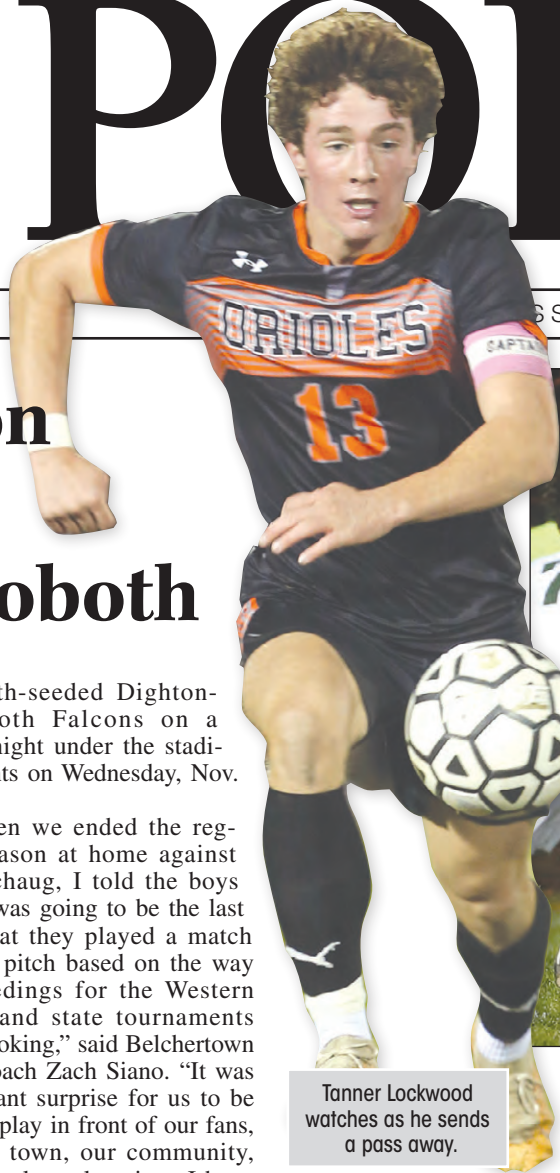 PO
SS
ORIOLES
CAPTA
13
7
on
oboth
th-seeded Dighton-
oth Falcons on a
night under the stadi-
nts on Wednesday, Nov.
en we ended the reg-
eason at home against
chaug, I told the boys
was going to be the last
at they played a match
pitch based on the way
edings for the Western
and state tournaments
oking,” said Belchertown
oach Zach Siano. “It was
ant surprise for us to be
play in front of our fans,
town, our community,
Tanner Lockwood
watches as he sends
a pass away.